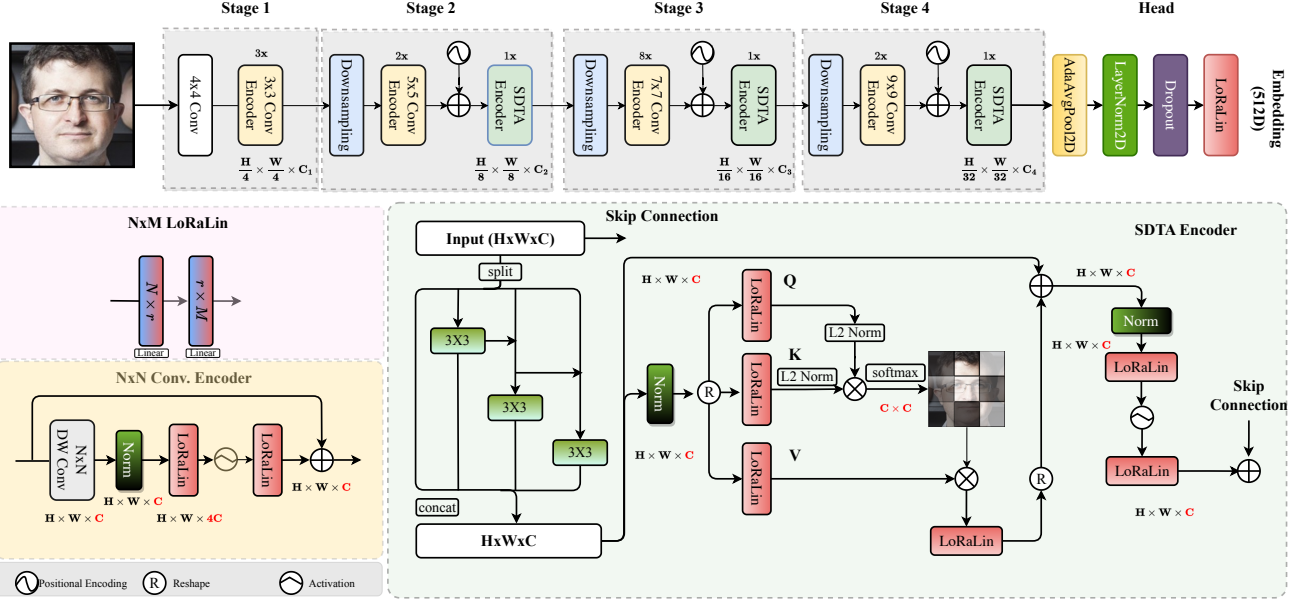 Stage 1
Stage 2
Stage 3
Stage 4
Head
4x4 Conv
3x
3x3 Conv
Encoder
H/4 × W/4 × C₁
Downsampling
2x
5x5 Conv
Encoder
1x
SDTA
Encoder
H/8 × W/8 × C₂
Downsampling
8x
7x7 Conv
Encoder
1x
SDTA
Encoder
H/16 × W/16 × C₃
Downsampling
2x
9x9 Conv
Encoder
1x
SDTA
Encoder
H/32 × W/32 × C₄
AdaAvgPool2D
LayerNorm2D
Dropout
LoRaLin
Embedding
(512D)
NxM LoRaLin
N × r
r × M
Linear
Linear
NxN Conv. Encoder
NxN
DW Conv
Norm
LoRaLin
LoRaLin
H × W × C
H × W × C
H × W × 4C
H × W × C
Positional Encoding
R
Reshape
Activation
Skip Connection
SDTA Encoder
Input (HxWxC)
split
3X3
3X3
3X3
concat
HxWxC
H × W × C
Norm
H × W × C
R
LoRaLin
Q
L2 Norm
LoRaLin
K
L2 Norm
softmax
C × C
LoRaLin
V
LoRaLin
R
H × W × C
Norm
H × W × C
LoRaLin
LoRaLin
H × W × C
Skip
Connection